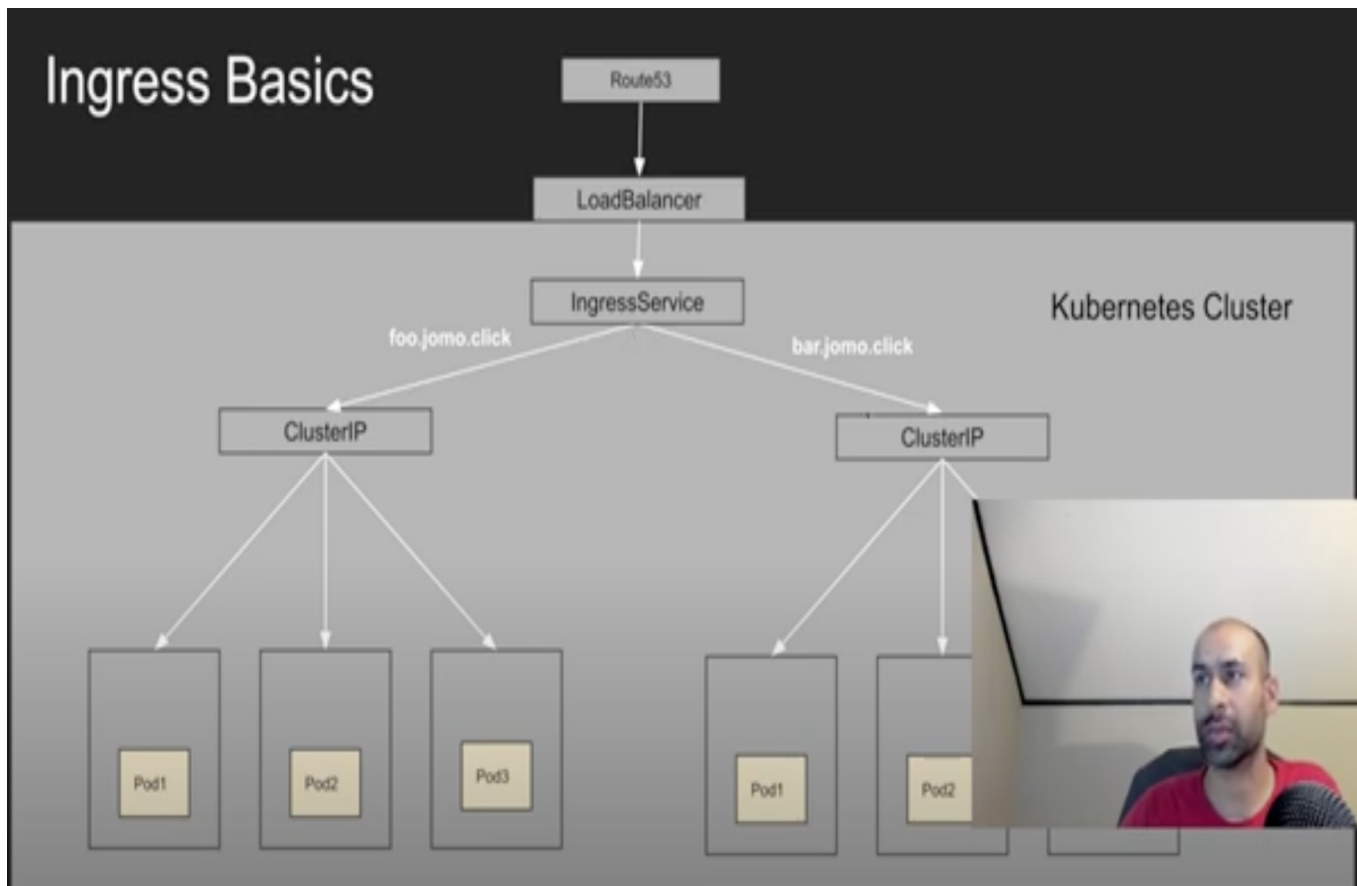 Ingress Basics
Route53
LoadBalancer
IngressService
Kubernetes Cluster
foo.jomo.click
bar.jomo.click
ClusterIP
ClusterIP
Pod1
Pod2
Pod3
Pod1
Pod2